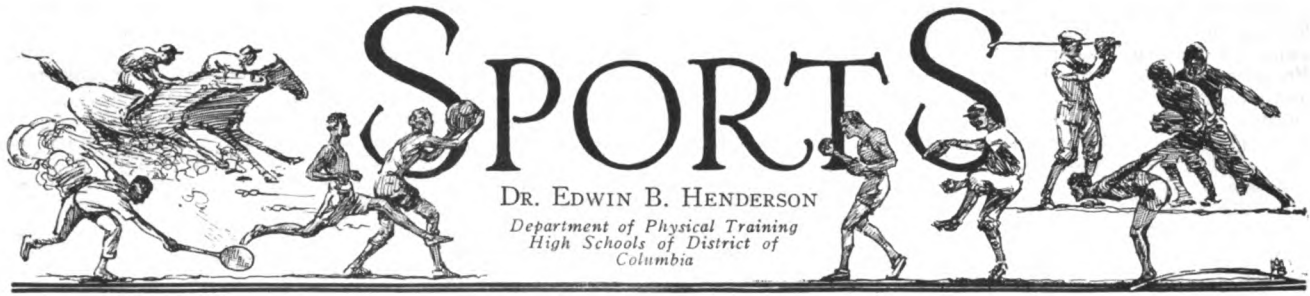 SPORTS
DR. EDWIN B. HENDERSON
Department of Physical Training
High Schools of District of
Columbia